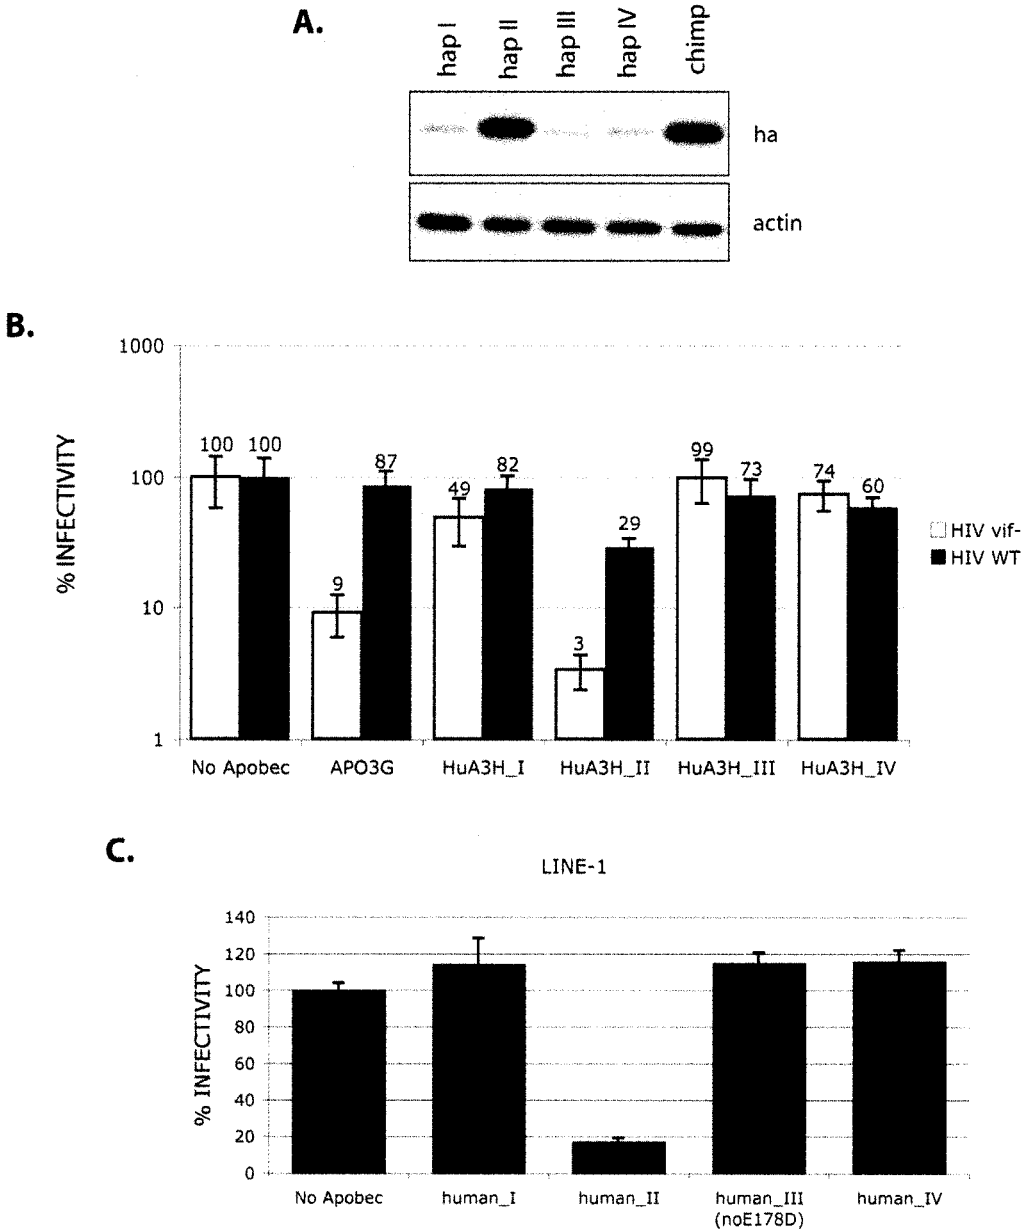 A.
hap I
hap II
hap III
hap IV
chimp
ha
actin
B.
% INFECTIVITY
1000
100
10
1
100 100
9 87
49 82
3 29
99 73
74 60
HIV vif-
HIV WT
No Apobec APO3G HuA3H_I HuA3H_II HuA3H_III HuA3H_IV
C.
LINE-1
% INFECTIVITY
140
120
100
80
60
40
20
0
No Apobec human_I human_II human_III human_IV
(noE178D)